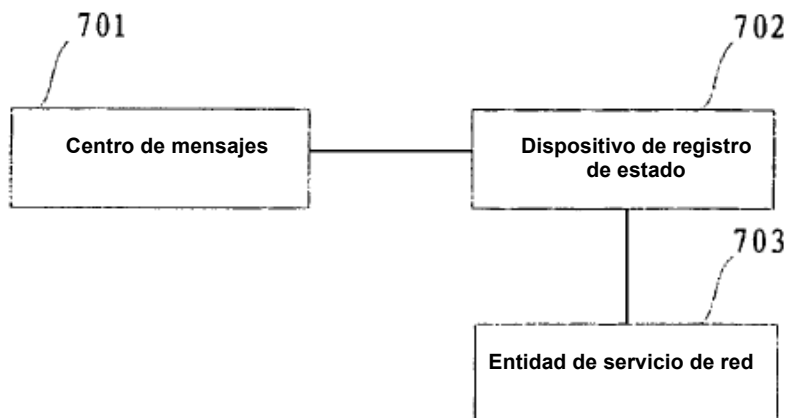 701
702
Centro de mensajes
Dispositivo de registro
de estado
703
Entidad de servicio de red